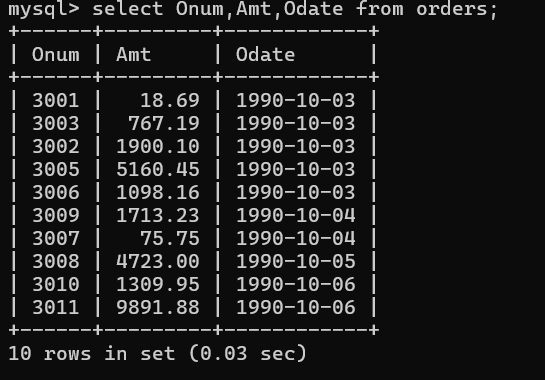 mysql> select Onum,Amt,Odate from orders;
+------+---------+------------+
| Onum | Amt     | Odate      |
+------+---------+------------+
| 3001 |   18.69 | 1990-10-03 |
| 3003 |  767.19 | 1990-10-03 |
| 3002 | 1900.10 | 1990-10-03 |
| 3005 | 5160.45 | 1990-10-03 |
| 3006 | 1098.16 | 1990-10-03 |
| 3009 | 1713.23 | 1990-10-04 |
| 3007 |   75.75 | 1990-10-04 |
| 3008 | 4723.00 | 1990-10-05 |
| 3010 | 1309.95 | 1990-10-06 |
| 3011 | 9891.88 | 1990-10-06 |
+------+---------+------------+
10 rows in set (0.03 sec)